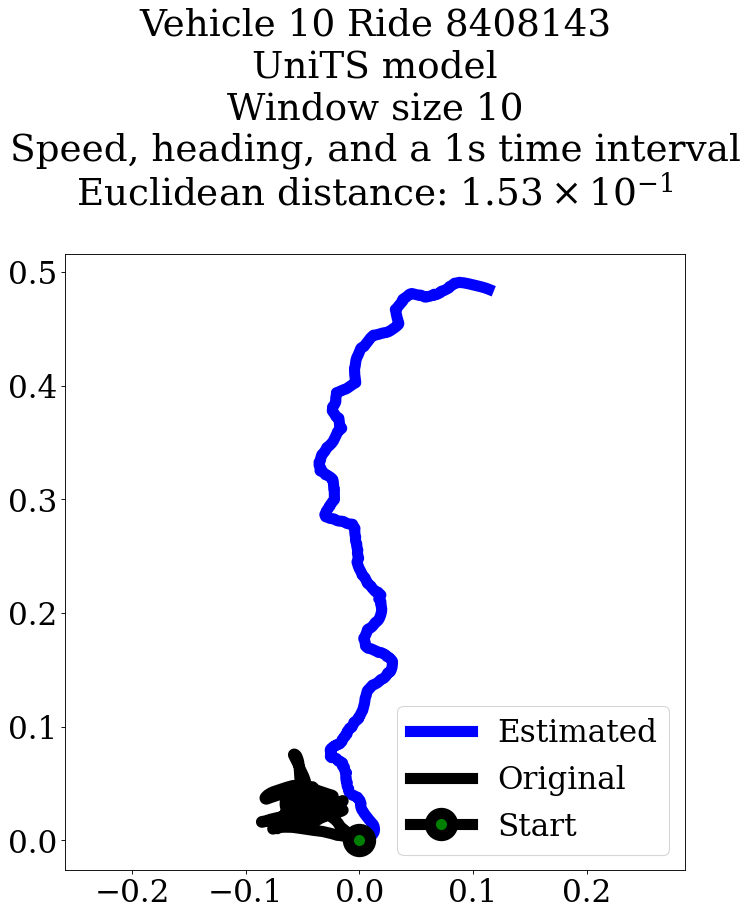 Vehicle 10 Ride 8408143
UniTS model
Window size 10
Speed, heading, and a 1s time interval
Euclidean distance: 1.53 × 10⁻¹
0.5
0.4
0.3
0.2
0.1
0.0
Estimated
Original
Start
−0.2
−0.1
0.0
0.1
0.2